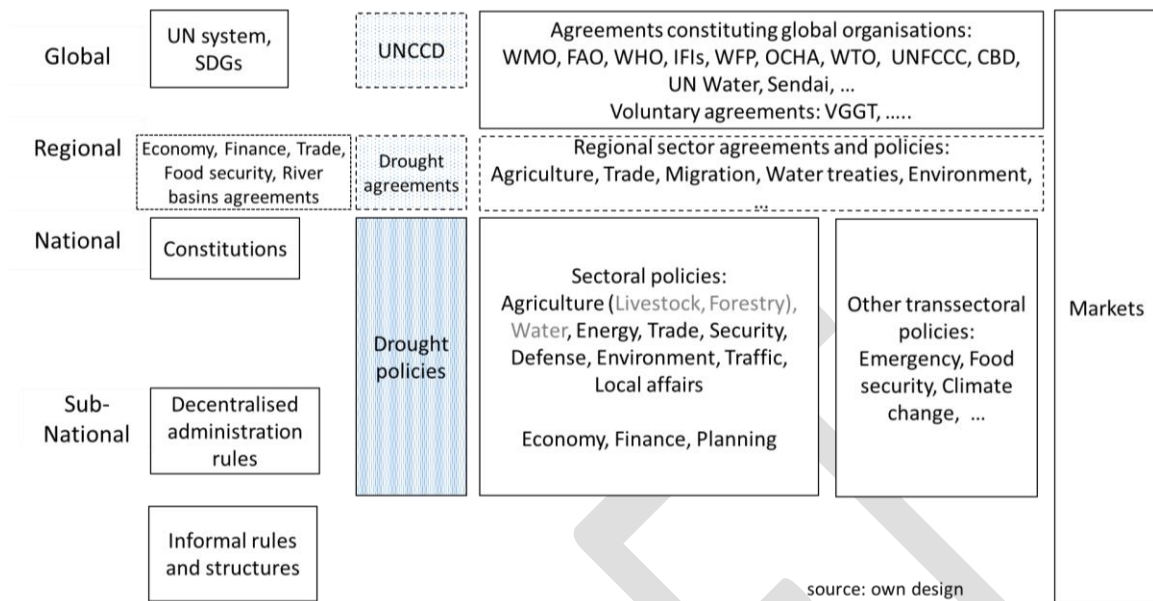 Global
UN system,
SDGs
UNCCD
Agreements constituting global organisations:
WMO, FAO, WHO, IFIs, WFP, OCHA, WTO, UNFCCC, CBD,
UN Water, Sendai, ...
Voluntary agreements: VGGT, .....
Regional
Economy, Finance, Trade,
Food security, River
basins agreements
Drought
agreements
Regional sector agreements and policies:
Agriculture, Trade, Migration, Water treaties, Environment,
...
National
Constitutions
Drought
policies
Sectoral policies:
Agriculture (Livestock, Forestry),
Water, Energy, Trade, Security,
Defense, Environment, Traffic,
Local affairs
Economy, Finance, Planning
Other transsectoral
policies:
Emergency, Food
security, Climate
change, ...
Markets
Sub-
National
Decentralised
administration
rules
Informal rules
and structures
source: own design